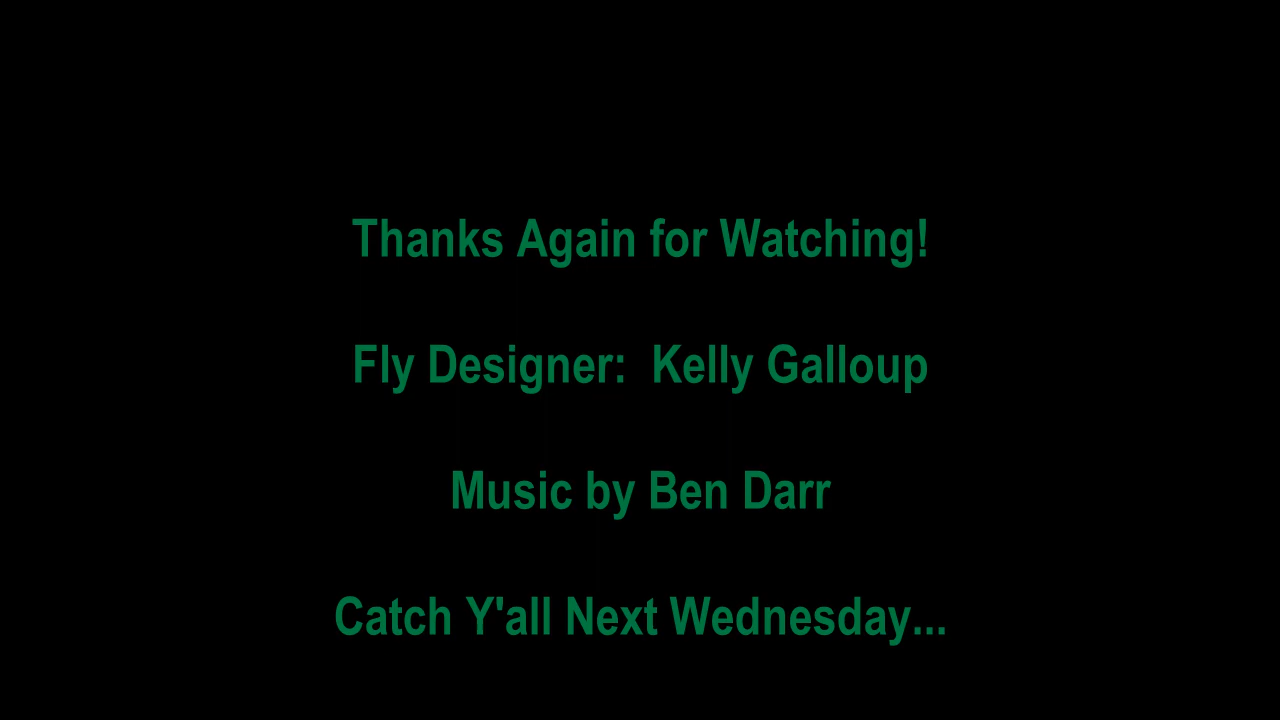 Thanks Again for Watching!
Fly Designer:  Kelly Galloup
Music by Ben Darr
Catch Y'all Next Wednesday...